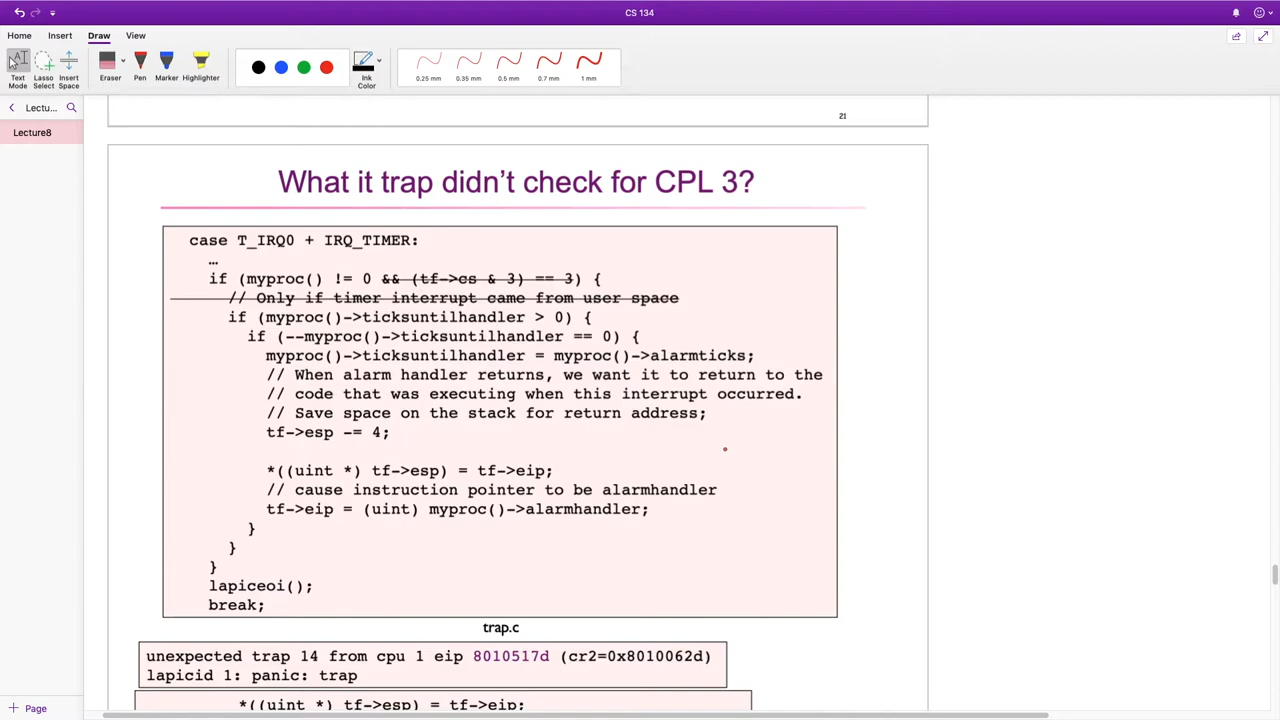 CS 134
Home Insert Draw View
Text Mode
Lasso Select
Insert Space
Eraser
Pen
Marker
Highlighter
Ink Color
0.25 mm
0.35 mm
0.5 mm
0.7 mm
1 mm
Lectu...
Lecture8
21
What it trap didn't check for CPL 3?
case T_IRQ0 + IRQ_TIMER:
…
if (myproc() != 0 && (tf->cs & 3) == 3) {
// Only if timer interrupt came from user space
if (myproc()->ticksuntilhandler > 0) {
if (--myproc()->ticksuntilhandler == 0) {
myproc()->ticksuntilhandler = myproc()->alarmticks;
// When alarm handler returns, we want it to return to the
// code that was executing when this interrupt occurred.
// Save space on the stack for return address;
tf->esp -= 4;
*((uint *) tf->esp) = tf->eip;
// cause instruction pointer to be alarmhandler
tf->eip = (uint) myproc()->alarmhandler;
}
}
}
lapiceoi();
break;
trap.c
unexpected trap 14 from cpu 1 eip 8010517d (cr2=0x8010062d)
lapicid 1: panic: trap
*((uint *) tf->esp) = tf->eip;
+ Page